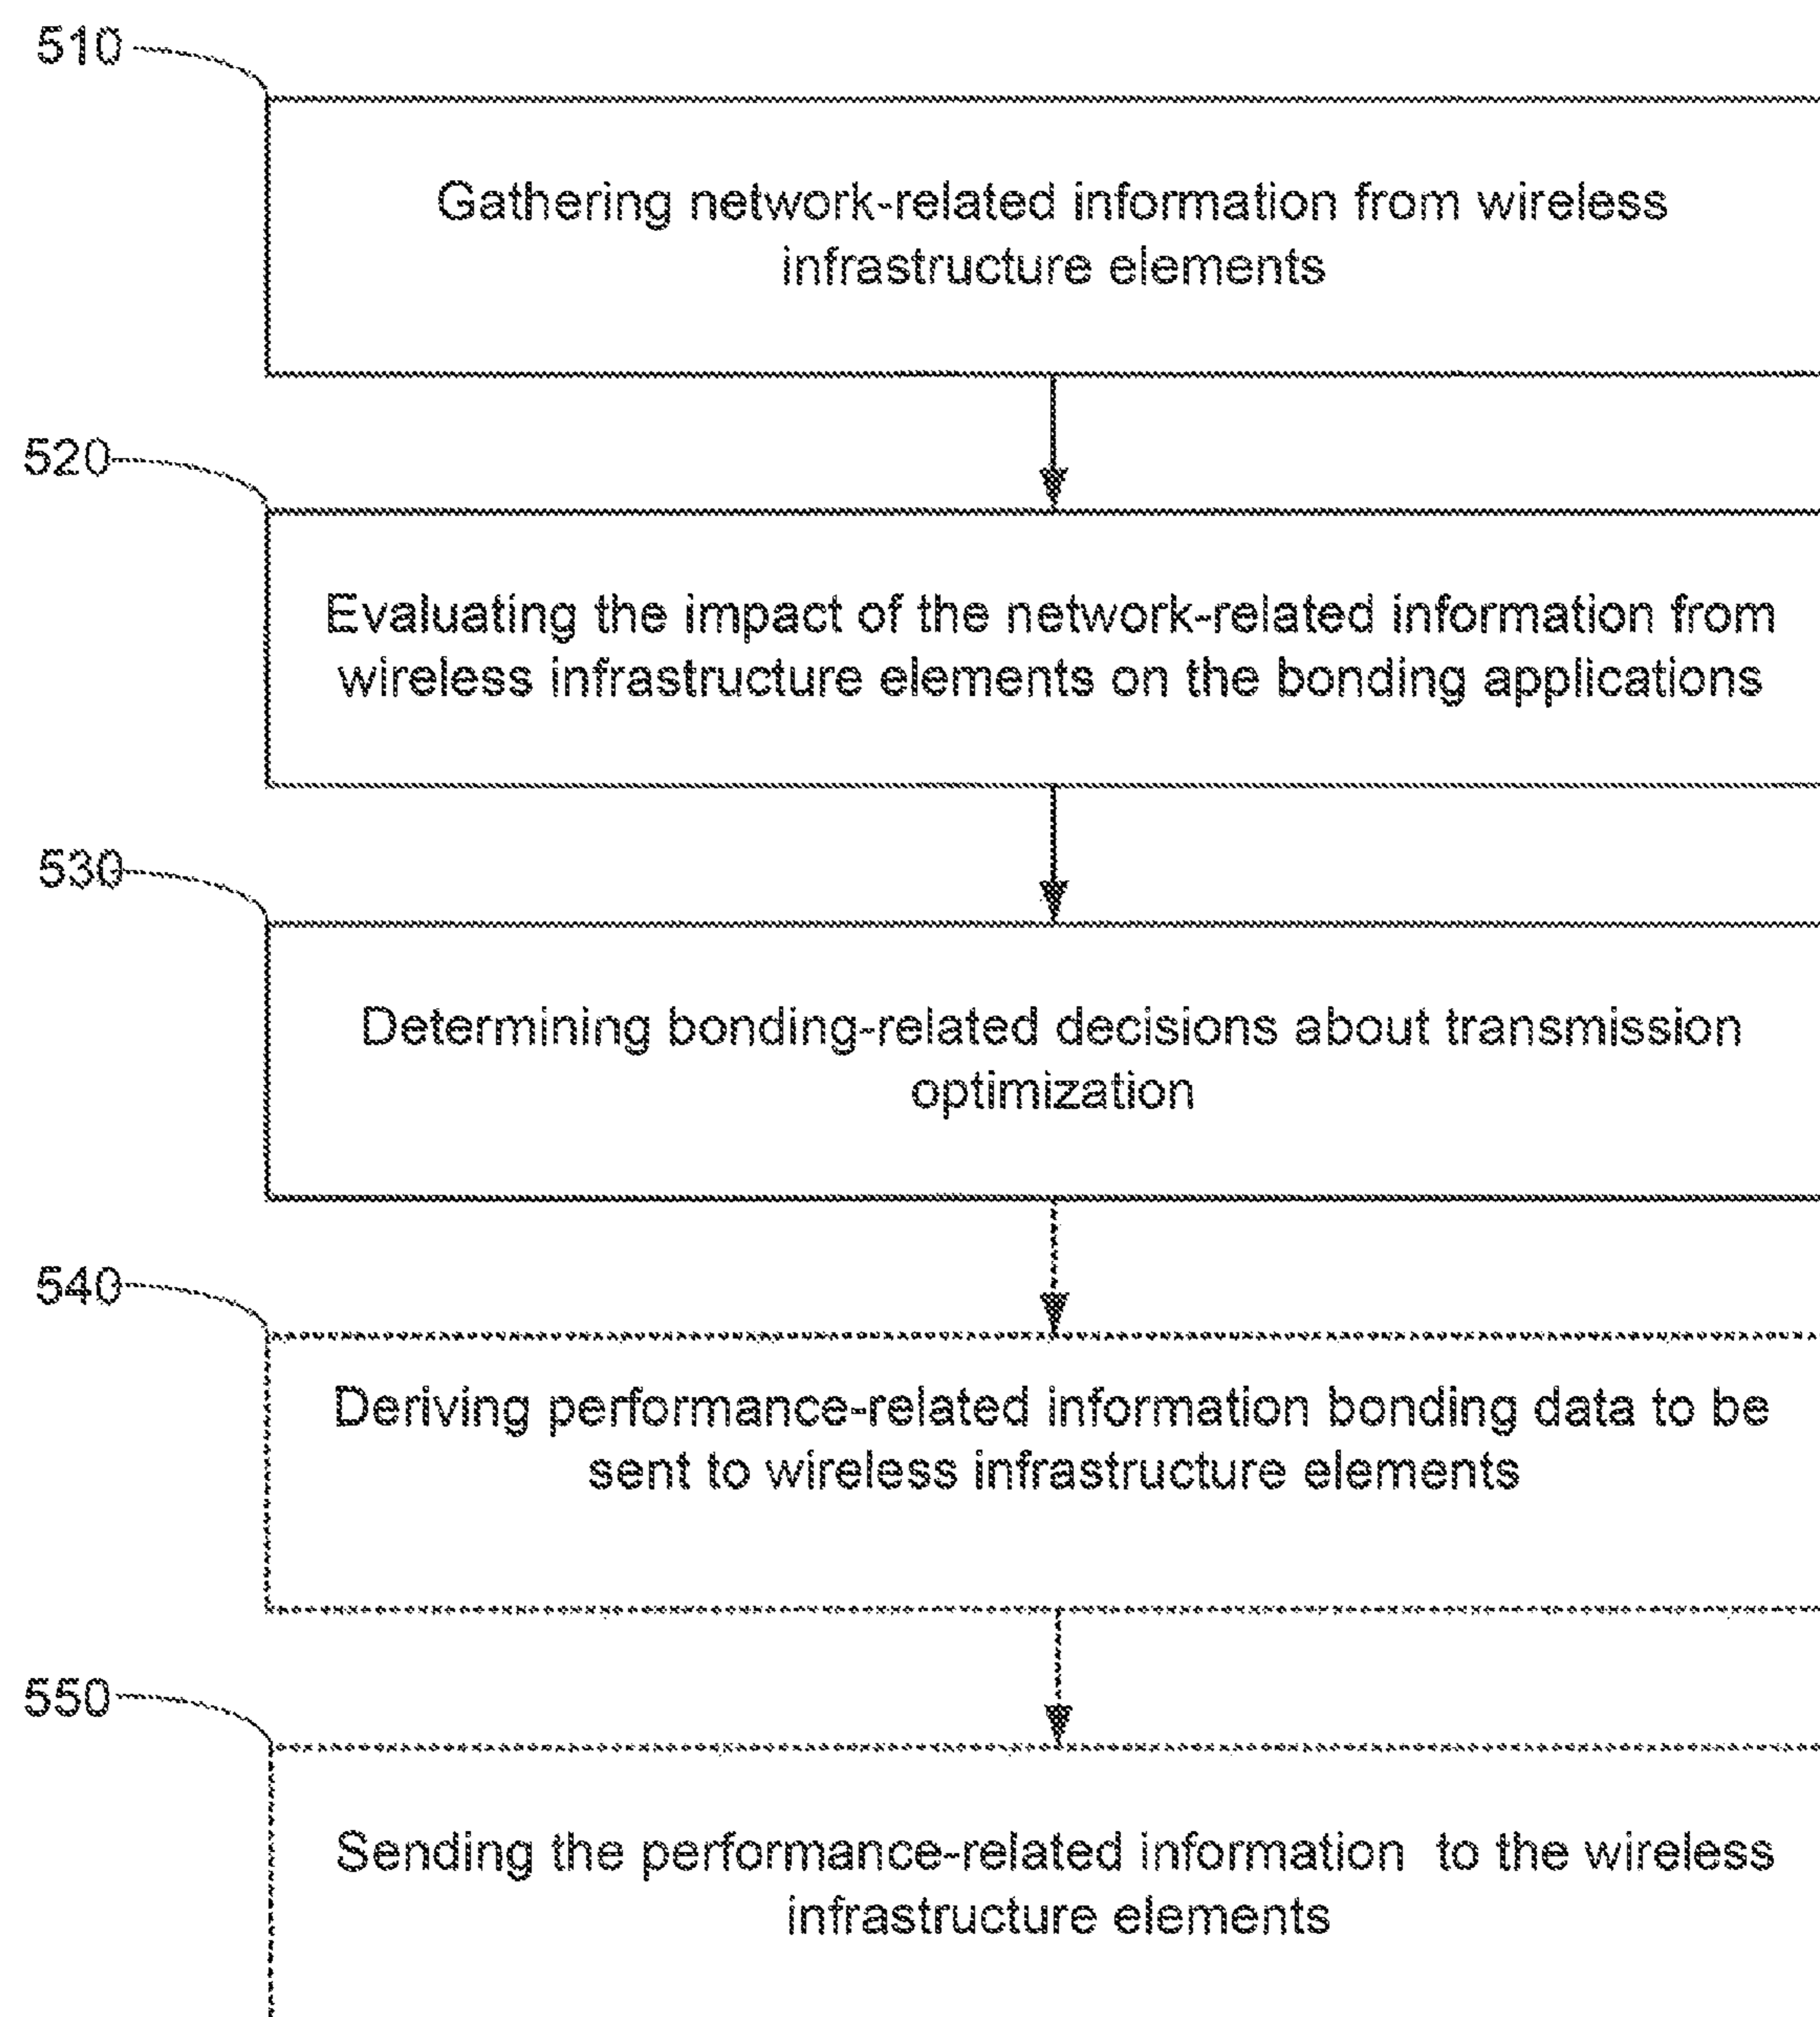 510
Gathering network-related information from wireless
infrastructure elements
520
Evaluating the impact of the network-related information from
wireless infrastructure elements on the bonding applications
530
Determining bonding-related decisions about transmission
optimization
540
Deriving performance-related information bonding data to be
sent to wireless infrastructure elements
550
Sending the performance-related information to the wireless
infrastructure elements